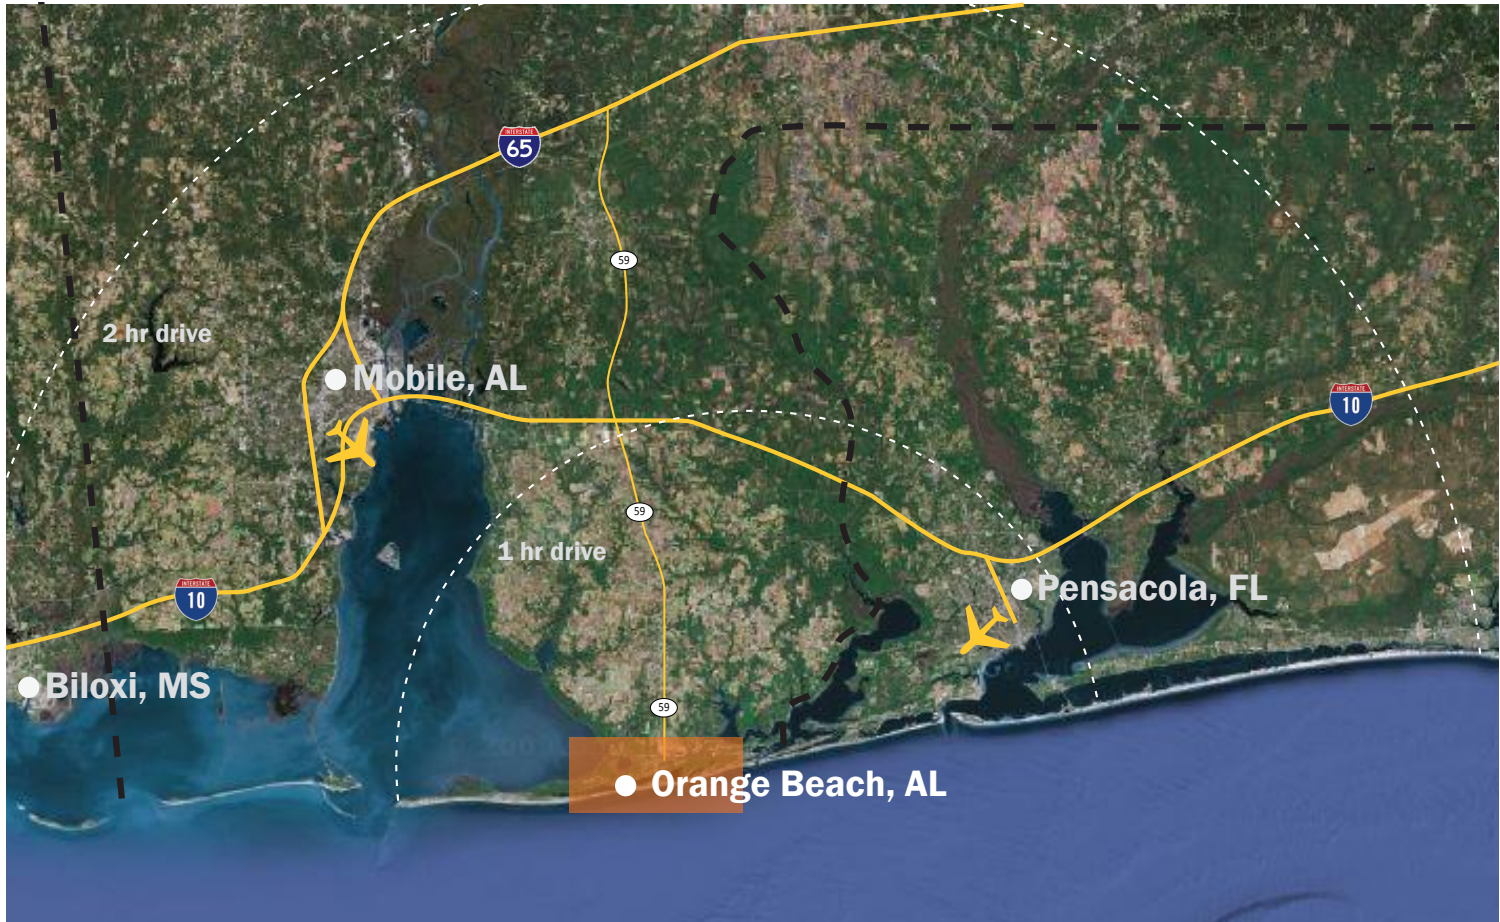 INTERSTATE
65
59
2 hr drive
Mobile, AL
INTERSTATE
10
59
1 hr drive
INTERSTATE
10
Pensacola, FL
Biloxi, MS
59
Orange Beach, AL